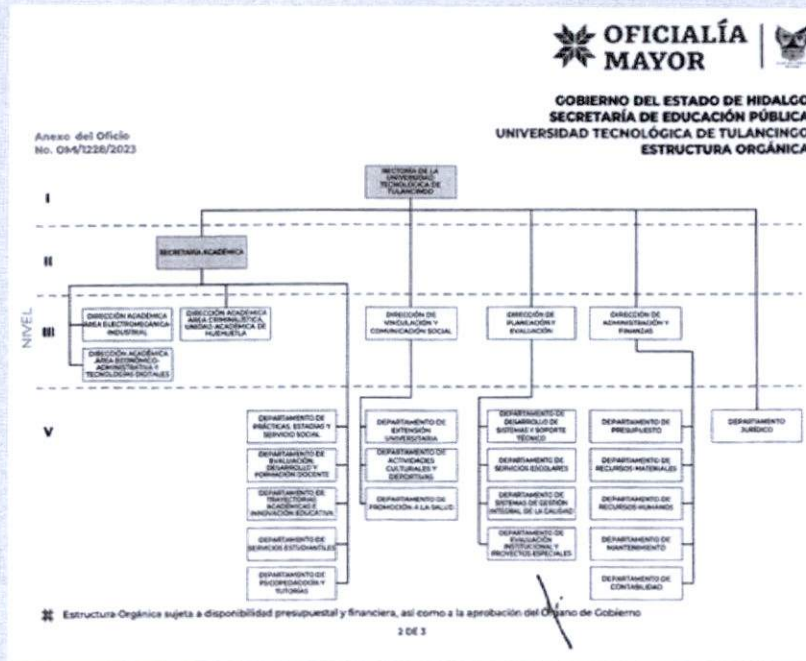 OFICIALÍA
MAYOR
GOBIERNO DEL ESTADO DE HIDALGO
SECRETARÍA DE EDUCACIÓN PÚBLICA
UNIVERSIDAD TECNOLÓGICA DE TULANCINGO
ESTRUCTURA ORGÁNICA
Anexo del Oficio
No. OM/1228/2023
NIVEL
I
RECTORÍA DE LA
UNIVERSIDAD
TECNOLÓGICA DE
TULANCINGO
II
SECRETARÍA ACADÉMICA
III
DIRECCIÓN ACADÉMICA
ÁREA ELECTROMECÁNICA
INDUSTRIAL
DIRECCIÓN ACADÉMICA
ÁREA CRIMINALÍSTICA,
UNIDAD ACADÉMICA DE
HUEHUETLA
DIRECCIÓN DE
VINCULACIÓN Y
COMUNICACIÓN SOCIAL
DIRECCIÓN DE
PLANEACIÓN Y
EVALUACIÓN
DIRECCIÓN DE
ADMINISTRACIÓN Y
FINANZAS
DIRECCIÓN ACADÉMICA
ÁREA ECONÓMICO-
ADMINISTRATIVA Y
TECNOLOGÍAS DIGITALES
V
DEPARTAMENTO DE
PRÁCTICAS, ESTADÍAS Y
SERVICIO SOCIAL
DEPARTAMENTO DE
EXTENSIÓN
UNIVERSITARIA
DEPARTAMENTO DE
DESARROLLO DE
SISTEMAS Y SOPORTE
TÉCNICO
DEPARTAMENTO DE
PRESUPUESTO
DEPARTAMENTO
JURÍDICO
DEPARTAMENTO DE
EVALUACIÓN,
DESARROLLO Y
FORMACIÓN DOCENTE
DEPARTAMENTO DE
ACTIVIDADES
CULTURALES Y
DEPORTIVAS
DEPARTAMENTO DE
SERVICIOS ESCOLARES
DEPARTAMENTO DE
RECURSOS MATERIALES
DEPARTAMENTO DE
TRAYECTORIAS
ACADÉMICAS E
INNOVACIÓN EDUCATIVA
DEPARTAMENTO DE
PROMOCIÓN A LA SALUD
DEPARTAMENTO DE
SISTEMAS DE GESTIÓN
INTEGRAL DE LA CALIDAD
DEPARTAMENTO DE
RECURSOS HUMANOS
DEPARTAMENTO DE
SERVICIOS ESTUDIANTILES
DEPARTAMENTO DE
EVALUACIÓN
INSTITUCIONAL Y
PROYECTOS ESPECIALES
DEPARTAMENTO DE
MANTENIMIENTO
DEPARTAMENTO DE
PSICOPEDAGOGÍA Y
TUTORÍAS
DEPARTAMENTO DE
CONTABILIDAD
Estructura Orgánica sujeta a disponibilidad presupuestal y financiera, así como a la aprobación del Órgano de Gobierno
2 DE 3